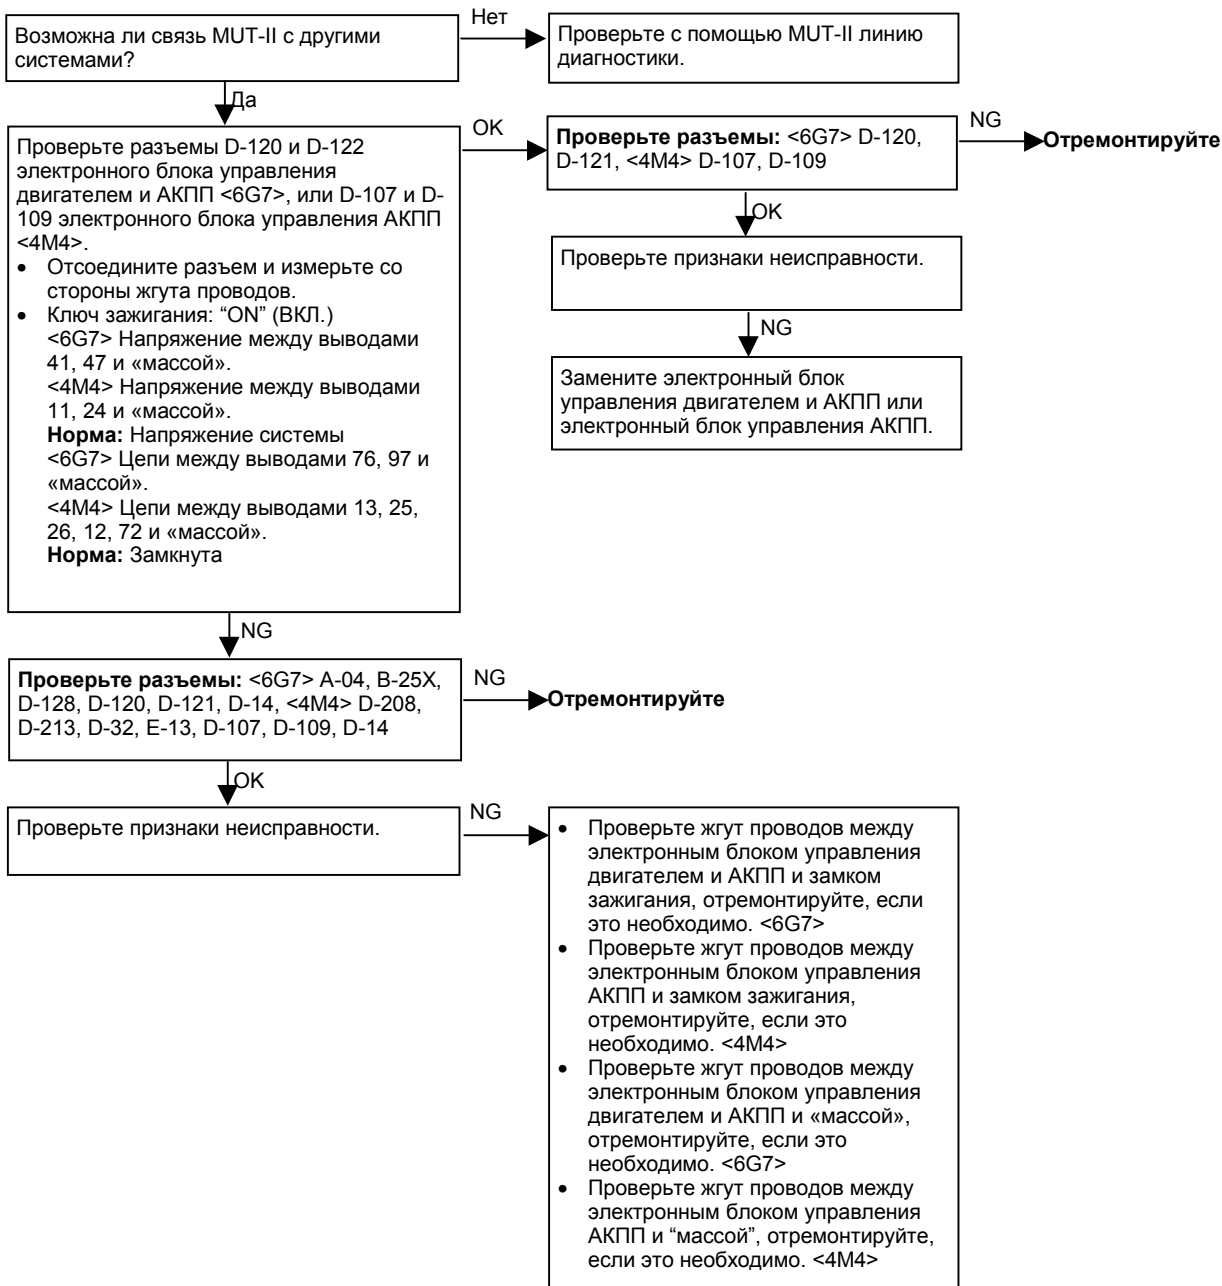 Возможна ли связь MUT-II с другими
системами?
Нет
Проверьте с помощью MUT-II линию
диагностики.
Да
Проверьте разъемы D-120 и D-122
электронного блока управления
двигателем и АКПП <6G7>, или D-107 и D-
109 электронного блока управления АКПП
<4M4>.
• Отсоедините разъем и измерьте со
стороны жгута проводов.
• Ключ зажигания: “ON” (ВКЛ.)
<6G7> Напряжение между выводами
41, 47 и «массой».
<4M4> Напряжение между выводами
11, 24 и «массой».
Норма: Напряжение системы
<6G7> Цепи между выводами 76, 97 и
«массой».
<4M4> Цепи между выводами 13, 25,
26, 12, 72 и «массой».
Норма: Замкнута
OK
Проверьте разъемы: <6G7> D-120,
D-121, <4M4> D-107, D-109
NG
Отремонтируйте
OK
Проверьте признаки неисправности.
NG
Замените электронный блок
управления двигателем и АКПП или
электронный блок управления АКПП.
NG
Проверьте разъемы: <6G7> A-04, B-25X,
D-128, D-120, D-121, D-14, <4M4> D-208,
D-213, D-32, E-13, D-107, D-109, D-14
NG
Отремонтируйте
OK
Проверьте признаки неисправности.
NG
• Проверьте жгут проводов между
электронным блоком управления
двигателем и АКПП и замком
зажигания, отремонтируйте, если
это необходимо. <6G7>
• Проверьте жгут проводов между
электронным блоком управления
АКПП и замком зажигания,
отремонтируйте, если это
необходимо. <4M4>
• Проверьте жгут проводов между
электронным блоком управления
двигателем и АКПП и «массой»,
отремонтируйте, если это
необходимо. <6G7>
• Проверьте жгут проводов между
электронным блоком управления
АКПП и “массой”, отремонтируйте,
если это необходимо. <4M4>